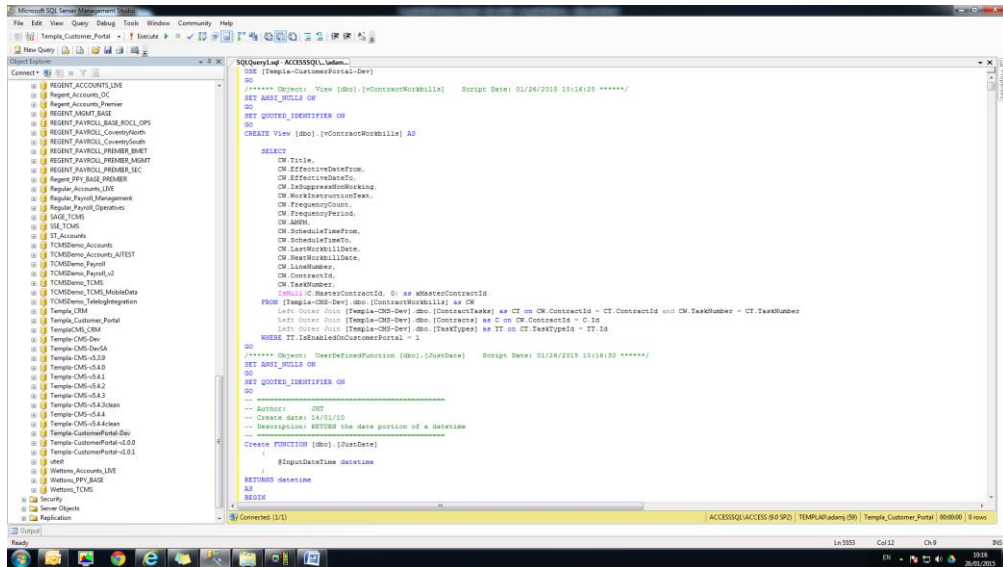 Microsoft SQL Server Management Studio
File Edit View Query Debug Tools Window Community Help
Templa_Customer_Portal Execute
New Query
Object Explorer
Connect
REGENT_ACCOUNTS_LIVE
Regent_Accounts_OC
Regent_Accounts_Premier
REGENT_MGMT_BASE
REGENT_PAYROLL_BASE_ROCL_OPS
REGENT_PAYROLL_CoventryNorth
REGENT_PAYROLL_CoventrySouth
REGENT_PAYROLL_PREMIER_BMET
REGENT_PAYROLL_PREMIER_MGMT
REGENT_PAYROLL_PREMIER_SEC
Regent_PPY_BASE_PREMIER
Regular_Accounts_LIVE
Regular_Payroll_Management
Regular_Payroll_Operatives
SAGE_TCMS
SSE_TCMS
ST_Accounts
TCMSDemo_Accounts
TCMSDemo_Accounts_AJTEST
TCMSDemo_Payroll
TCMSDemo_Payroll_v2
TCMSDemo_TCMS
TCMSDemo_TCMS_MobileData
TCMSDemo_TelelogIntegration
Templa_CRM
Templa_Customer_Portal
TemplaCMS_CRM
Templa-CMS-Dev
Templa-CMS-DevSA
Templa-CMS-v5.3.9
Templa-CMS-v5.4.0
Templa-CMS-v5.4.1
Templa-CMS-v5.4.2
Templa-CMS-v5.4.3
Templa-CMS-v5.4.3clean
Templa-CMS-v5.4.4
Templa-CMS-v5.4.4clean
Templa-CustomerPortal-Dev
Templa-CustomerPortal-v1.0.0
Templa-CustomerPortal-v1.0.1
utest
Wettons_Accounts_LIVE
Wettons_PPY_BASE
Wettons_TCMS
Security
Server Objects
Replication
SQLQuery1.sql - ACCESSSQL\...\adam...
USE [Templa-CustomerPortal-Dev]
GO
/****** Object: View [dbo].[vContractWorkbills] Script Date: 01/26/2015 10:16:25 ******/
SET ANSI_NULLS ON
GO
SET QUOTED_IDENTIFIER ON
GO
CREATE View [dbo].[vContractWorkbills] AS
SELECT
CW.Title,
CW.EffectiveDateFrom,
CW.EffectiveDateTo,
CW.IsSuppressNonWorking,
CW.WorkInstructionText,
CW.FrequencyCount,
CW.FrequencyPeriod,
CW.AMPM,
CW.ScheduleTimeFrom,
CW.ScheduleTimeTo,
CW.LastWorkbillDate,
CW.NextWorkbillDate,
CW.LineNumber,
CW.ContractId,
CW.TaskNumber,
IsNull(C.MasterContractId, 0) as xMasterContractId
FROM [Templa-CMS-Dev].dbo.[ContractWorkbills] as CW
Left Outer Join [Templa-CMS-Dev].dbo.[ContractTasks] as CT on CW.ContractId = CT.ContractId and CW.TaskNumber = CT.TaskNumber
Left Outer Join [Templa-CMS-Dev].dbo.[Contracts] as C on CW.ContractId = C.Id
Left Outer Join [Templa-CMS-Dev].dbo.[TaskTypes] as TT on CT.TaskTypeId = TT.Id
WHERE TT.IsEnabledOnCustomerPortal = 1
GO
/****** Object: UserDefinedFunction [dbo].[JustDate] Script Date: 01/26/2015 10:16:30 ******/
SET ANSI_NULLS ON
GO
SET QUOTED_IDENTIFIER ON
GO
-- =============================================
-- Author: JHT
-- Create date: 14/01/10
-- Description: RETURN the date portion of a datetime
-- =============================================
Create FUNCTION [dbo].[JustDate]
(
@InputDateTime datetime
)
RETURNS datetime
AS
BEGIN
Connected. (1/1) ACCESSSQL\ACCESS (9.0 SP2) TEMPLA0\adamj (59) Templa_Customer_Portal 00:00:00 0 rows
Properties
Output
Ready Ln 5553 Col 12 Ch 9 INS
EN 10:16
26/01/2015